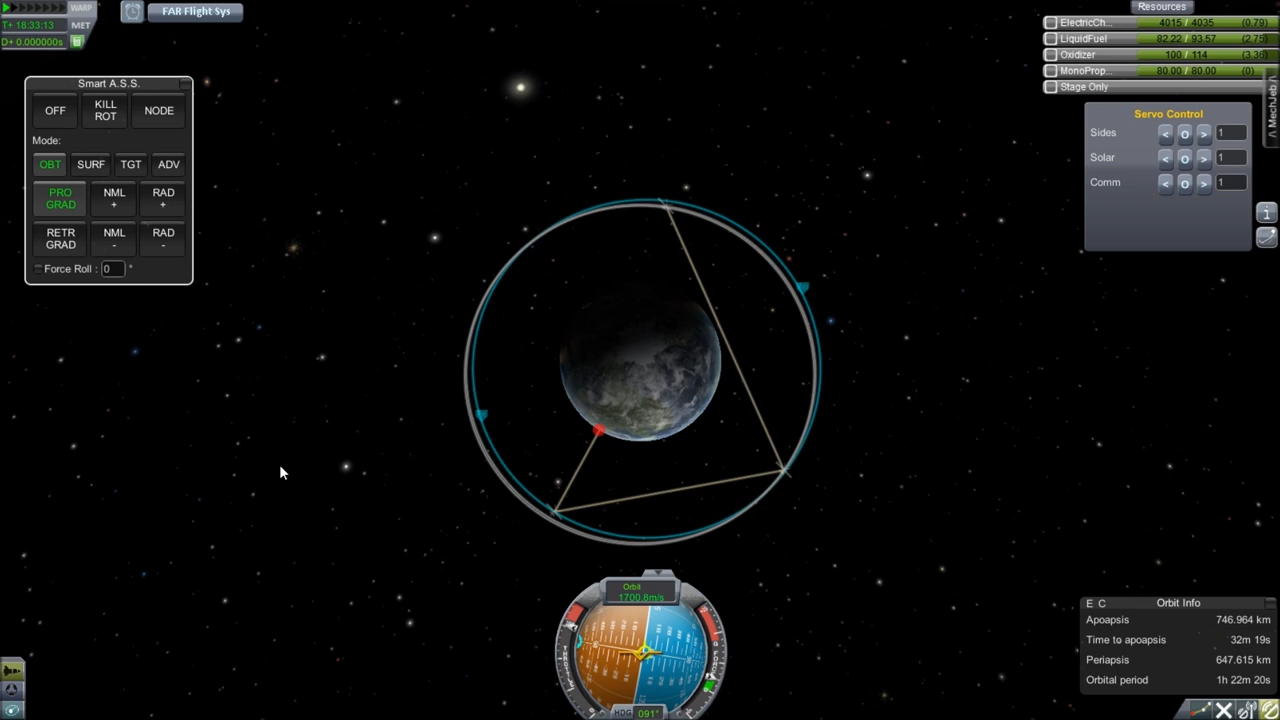 WARP
T+ 18:33:13 MET
D+ 0.000000s
FAR Flight Sys
Smart A.S.S.
OFF KILL ROT NODE
Mode:
OBT SURF TGT ADV
PRO GRAD NML + RAD +
RETR GRAD NML - RAD -
Force Roll : 0 °
Resources
ElectricCh... 4015 / 4035 (0.79)
LiquidFuel 82.22 / 93.57 (2.75)
Oxidizer 100 / 114 (3.36)
MonoProp... 80.00 / 80.00 (0)
Stage Only
/\ MechJeb /\
Servo Control
Sides < O > 1
Solar < O > 1
Comm < O > 1
Orbit
1700.8m/s
HDG 091°
E C Orbit Info
Apoapsis 746.964 km
Time to apoapsis 32m 19s
Periapsis 647.615 km
Orbital period 1h 22m 20s